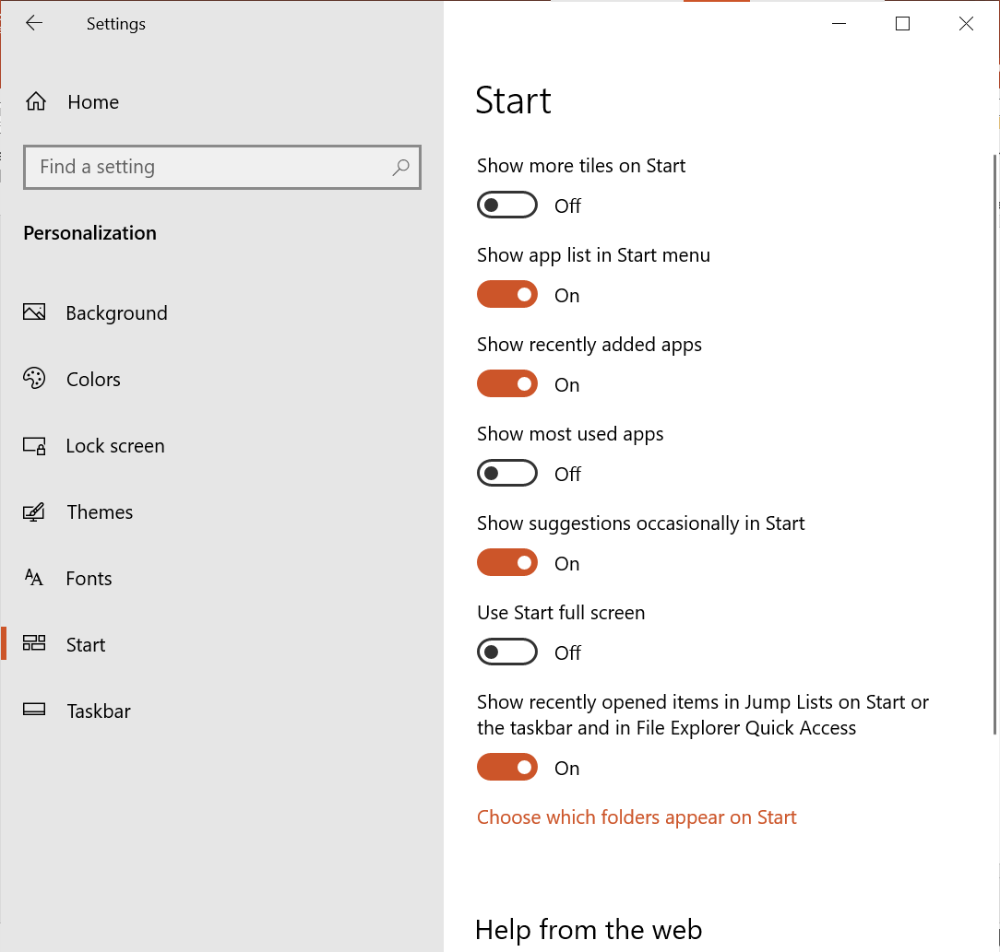 Settings
Home
Find a setting
Personalization
Background
Colors
Lock screen
Themes
Fonts
Start
Taskbar
Start
Show more tiles on Start
Off
Show app list in Start menu
On
Show recently added apps
On
Show most used apps
Off
Show suggestions occasionally in Start
On
Use Start full screen
Off
Show recently opened items in Jump Lists on Start or
the taskbar and in File Explorer Quick Access
On
Choose which folders appear on Start
Help from the web